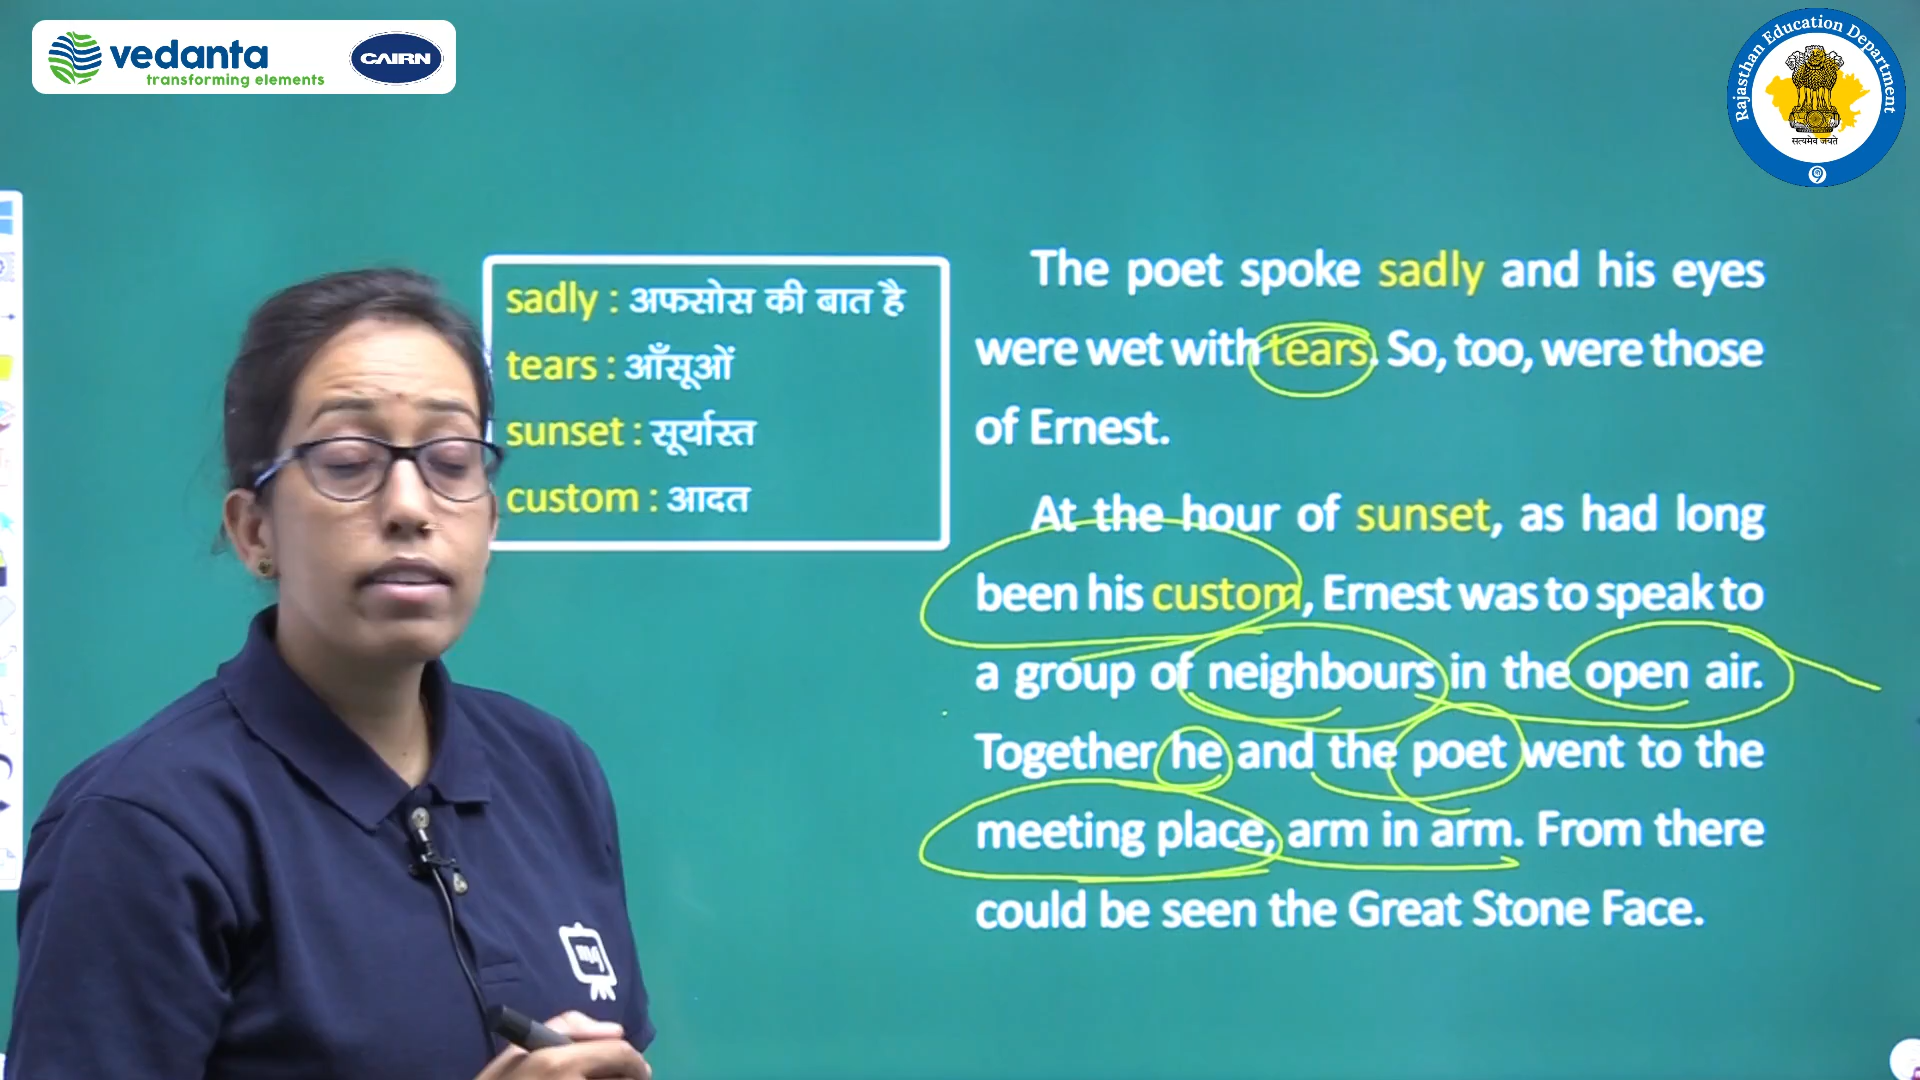 vedanta
transforming elements
CAIRN
Rajasthan Education Department
सत्यमेव जयते
sadly : अफसोस की बात है
tears : आँसूओं
sunset : सूर्यास्त
custom : आदत
The poet spoke sadly and his eyes
were wet with tears. So, too, were those
of Ernest.
At the hour of sunset, as had long
been his custom, Ernest was to speak to
a group of neighbours in the open air.
Together he and the poet went to the
meeting place, arm in arm. From there
could be seen the Great Stone Face.